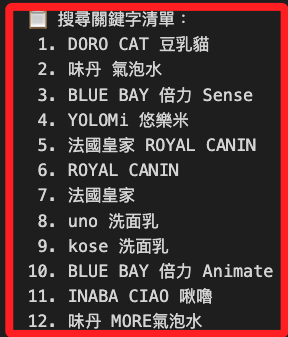 📋 搜尋關鍵字清單：
1. DORO CAT 豆乳貓
2. 味丹 氣泡水
3. BLUE BAY 倍力 Sense
4. YOLOMi 悠樂米
5. 法國皇家 ROYAL CANIN
6. ROYAL CANIN
7. 法國皇家
8. uno 洗面乳
9. kose 洗面乳
10. BLUE BAY 倍力 Animate
11. INABA CIAO 啾嚕
12. 味丹 MORE氣泡水